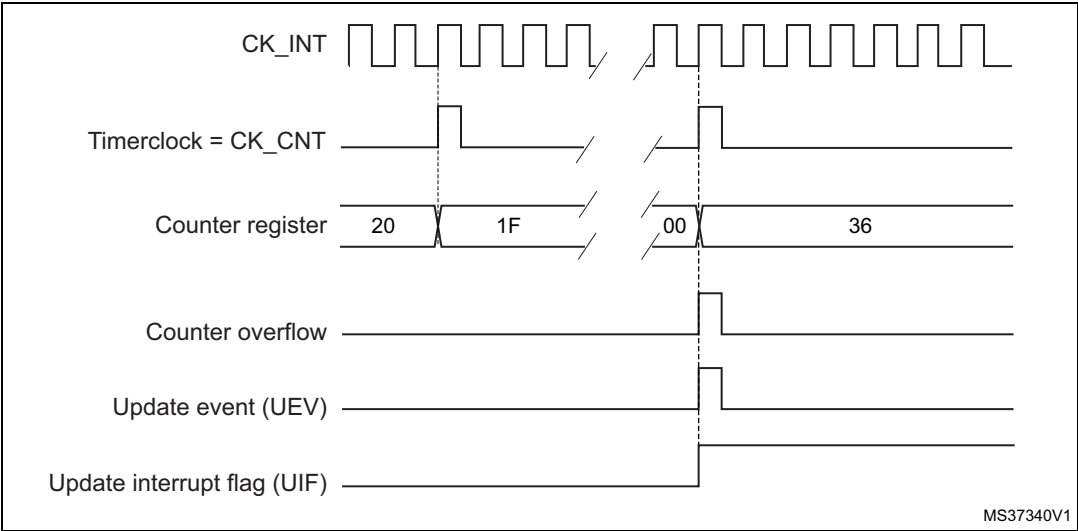 CK_INT
Timerclock = CK_CNT
Counter register 20 1F 00 36
Counter overflow
Update event (UEV)
Update interrupt flag (UIF)
MS37340V1